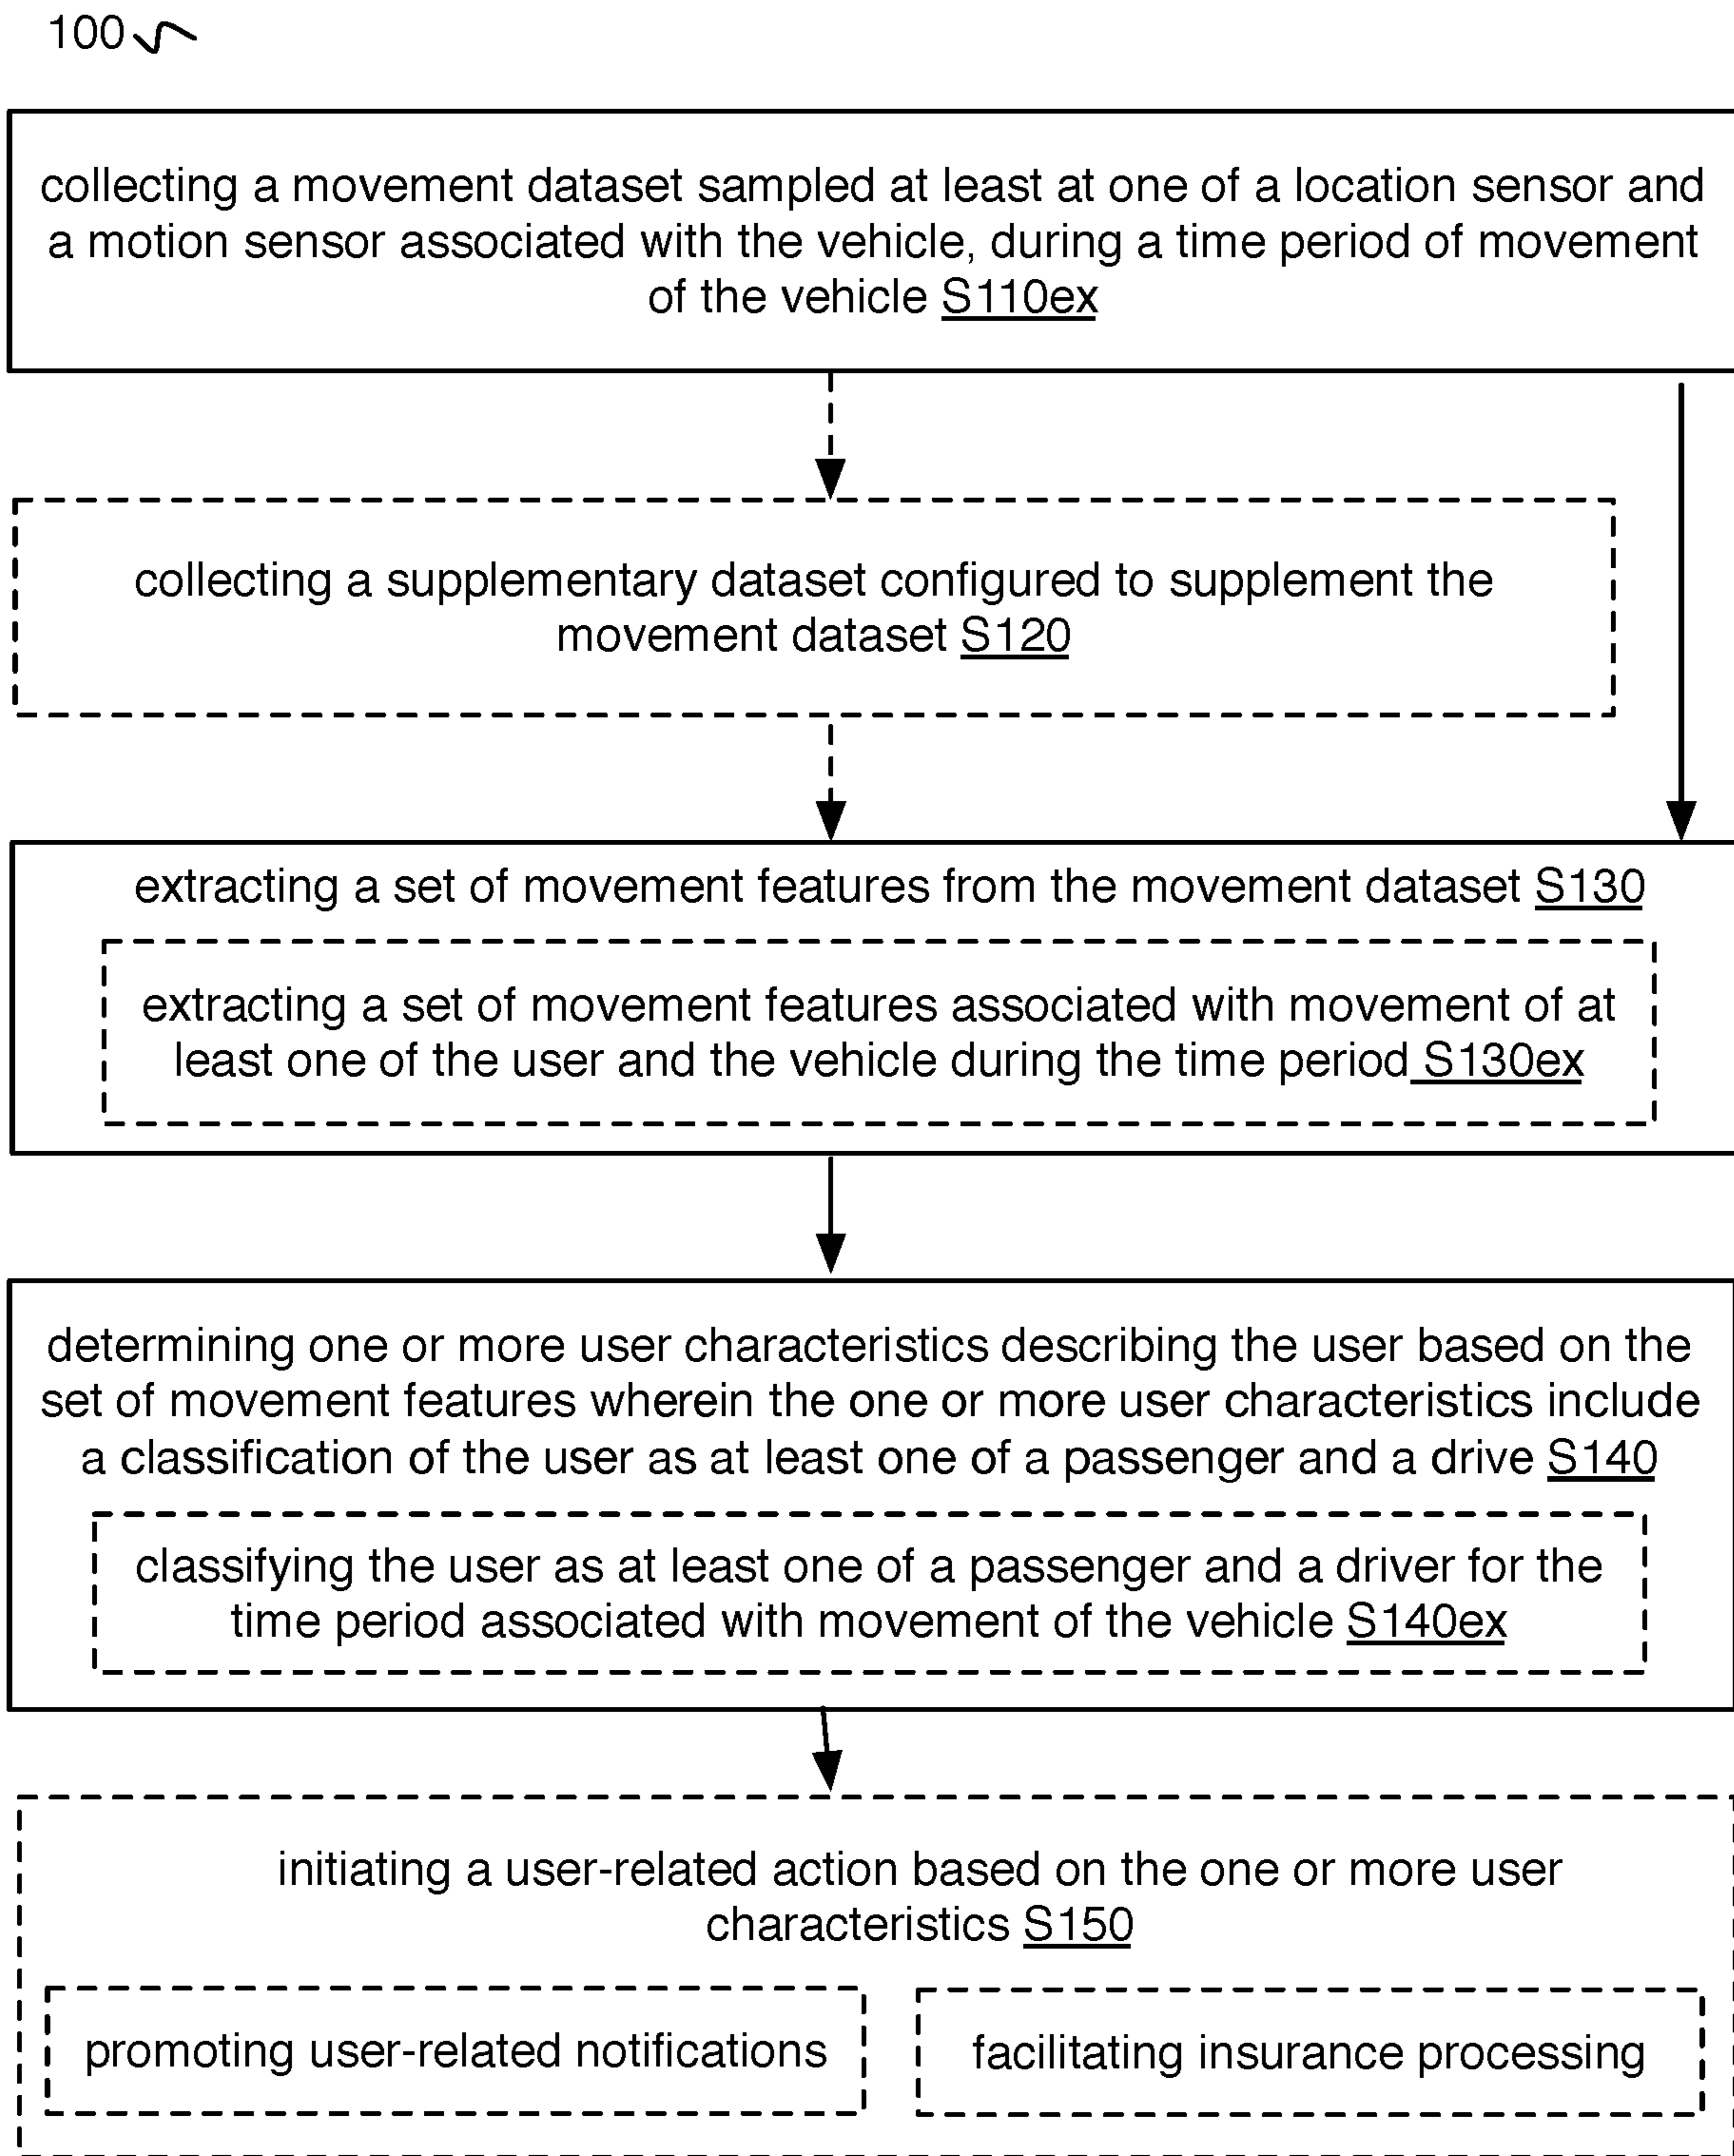 100
collecting a movement dataset sampled at least at one of a location sensor and
a motion sensor associated with the vehicle, during a time period of movement
of the vehicle S110ex
collecting a supplementary dataset configured to supplement the
movement dataset S120
extracting a set of movement features from the movement dataset S130
extracting a set of movement features associated with movement of at
least one of the user and the vehicle during the time period S130ex
determining one or more user characteristics describing the user based on the
set of movement features wherein the one or more user characteristics include
a classification of the user as at least one of a passenger and a drive S140
classifying the user as at least one of a passenger and a driver for the
time period associated with movement of the vehicle S140ex
initiating a user-related action based on the one or more user
characteristics S150
promoting user-related notifications
facilitating insurance processing